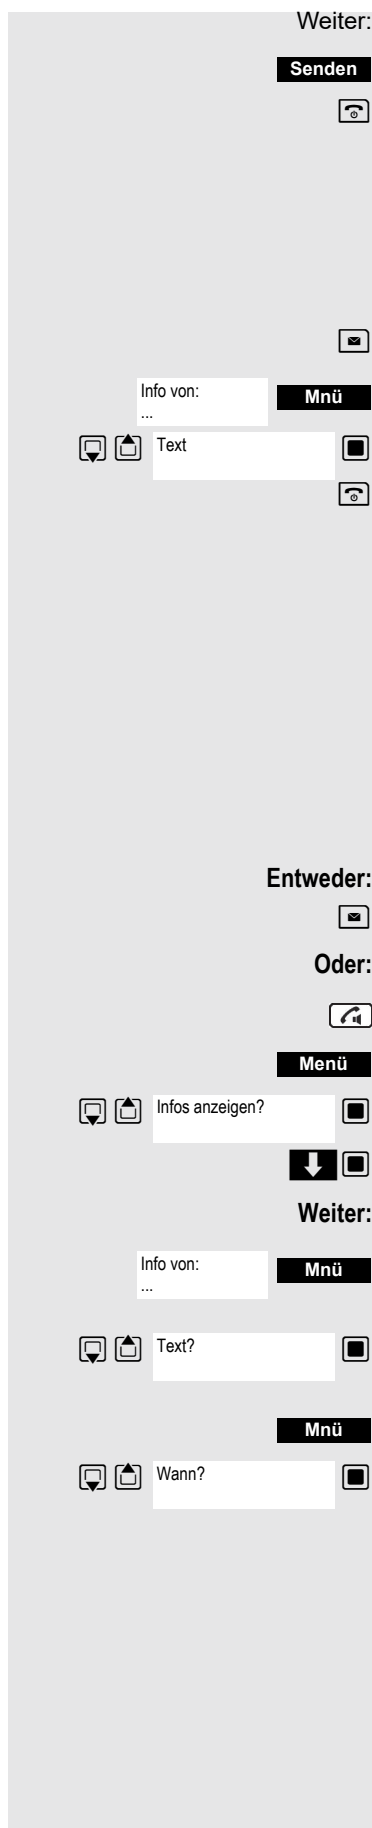 Weiter:
Senden
Info von:
...
Mnü
Text
Entweder:
Oder:
Menü
Infos anzeigen?
Weiter:
Info von:
...
Mnü
Text?
Mnü
Wann?